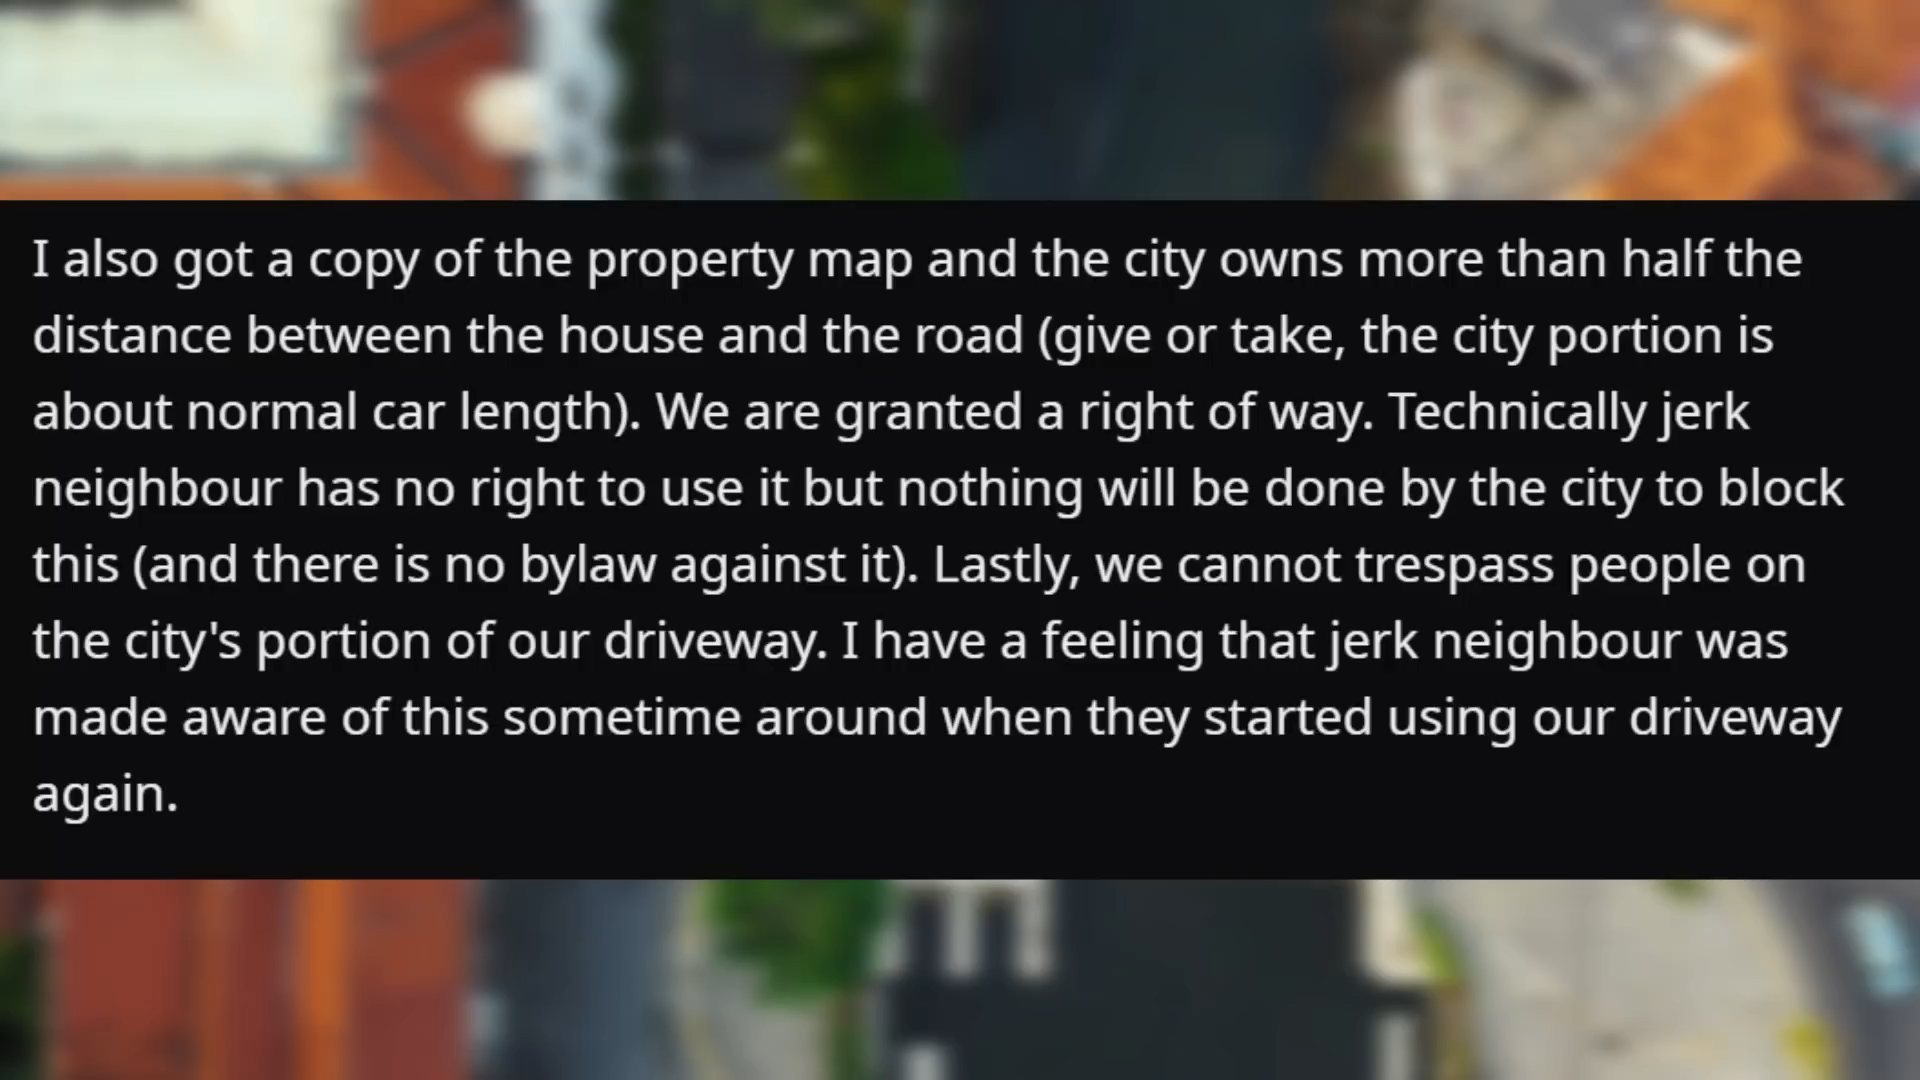 I also got a copy of the property map and the city owns more than half the
distance between the house and the road (give or take, the city portion is
about normal car length). We are granted a right of way. Technically jerk
neighbour has no right to use it but nothing will be done by the city to block
this (and there is no bylaw against it). Lastly, we cannot trespass people on
the city's portion of our driveway. I have a feeling that jerk neighbour was
made aware of this sometime around when they started using our driveway
again.